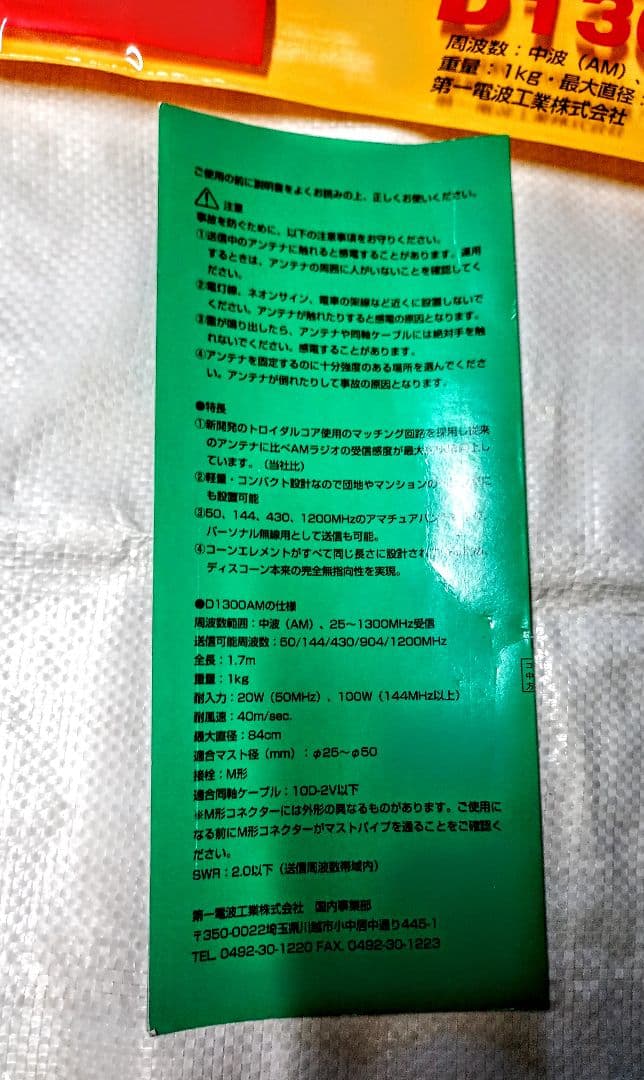 D130
周波数：中波（AM）、
重量：1kg・最大直径：
第一電波工業株式会社
ご使用の前に説明書をよくお読みの上、正しくお使いください。
⚠ 注意
事故を防ぐために、以下の注意事項をお守りください。
①送信中のアンテナに触れると感電することがあります。運用
するときは、アンテナの周囲に人がいないことを確認してく
ださい。
②電灯線、ネオンサイン、電車の架線など近くに設置しないで
ください。アンテナが触れたりすると感電の原因となります。
③雷が鳴り出したら、アンテナや同軸ケーブルには絶対手を触
れないでください。感電することがあります。
④アンテナを固定するのに十分強度のある場所を選んでくださ
い。アンテナが倒れたりして事故の原因となります。
●特長
①新開発のトロイダルコア使用のマッチング回路を採用し従来
のアンテナに比べAMラジオの受信感度が最大
しています。（当社比）
②軽量・コンパクト設計なので団地やマンションの
も設置可能
③50、144、430、1200MHzのアマチュアバン
パーソナル無線用として送信も可能。
④コーンエレメントがすべて同じ長さに設計され
ディスコーン本来の完全無指向性を実現。
●D1300AMの仕様
周波数範囲：中波（AM）、25～1300MHz受信
送信可能周波数：50/144/430/904/1200MHz
全長：1.7m
重量：1kg
耐入力：20W（50MHz）、100W（144MHz以上）
耐風速：40m/sec.
最大直径：84cm
適合マスト径（mm）：φ25～φ50
接栓：M形
適合同軸ケーブル：10D-2V以下
※M形コネクターには外形の異なるものがあります。ご使用に
なる前にM形コネクターがマストパイプを通ることをご確認く
ださい。
SWR：2.0以下（送信周波数帯域内）
第一電波工業株式会社 国内事業部
〒350-0022埼玉県川越市小中居中通り445-1
TEL. 0492-30-1220 FAX. 0492-30-1223
コ
中
方